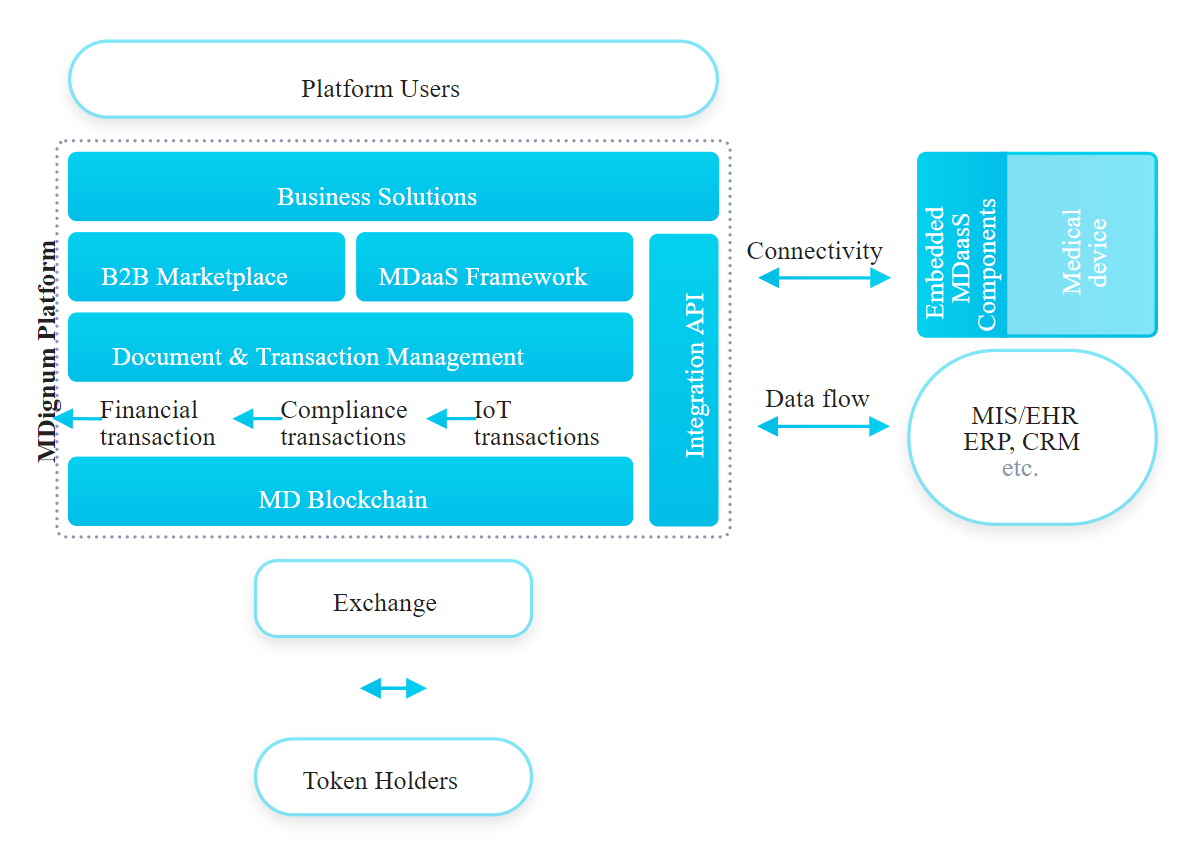 Platform Users
MDignum Platform
Business Solutions
B2B Marketplace
MDaaS Framework
Document & Transaction Management
Financial
transaction
Compliance
transactions
IoT
transactions
MD Blockchain
Integration API
Connectivity
Data flow
Embedded
MDaasS
Components
Medical
device
MIS/EHR
ERP, CRM
etc.
Exchange
Token Holders